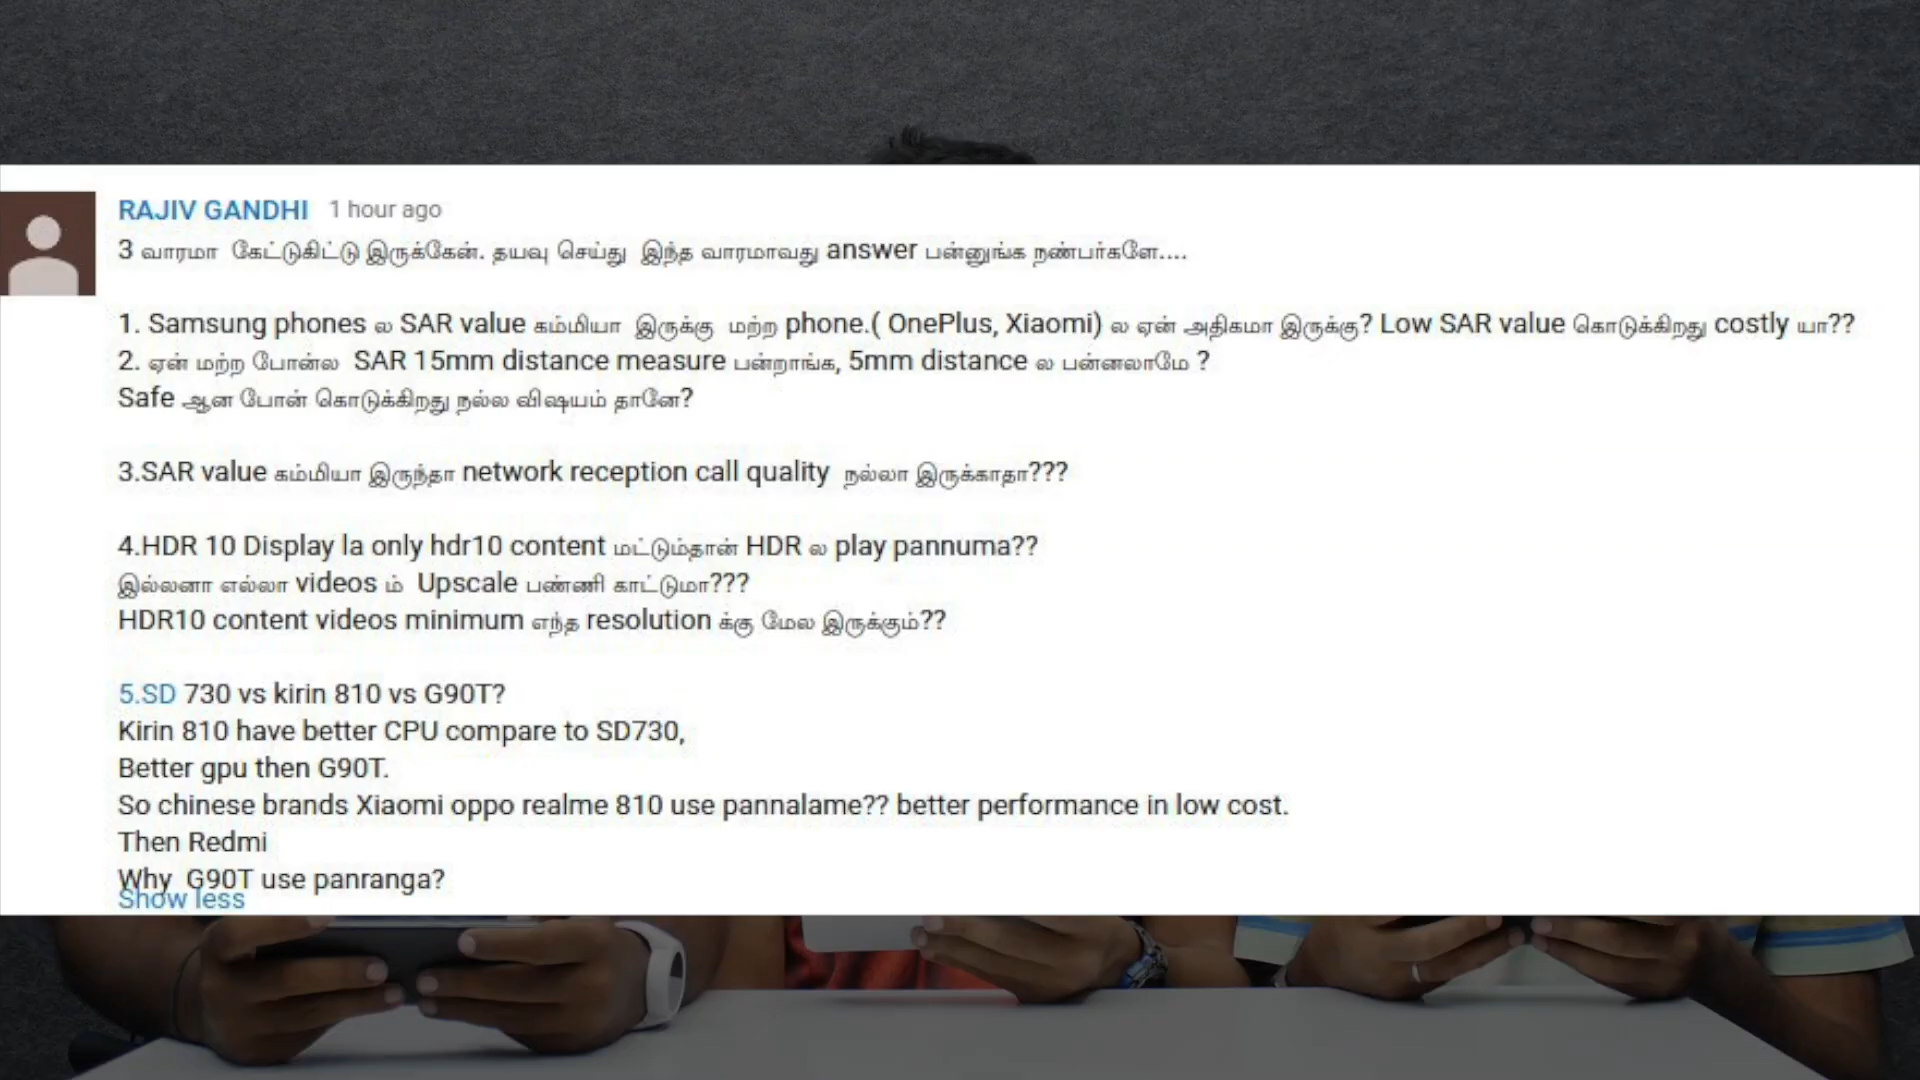 RAJIV GANDHI 1 hour ago
3 வாரமா கேட்டுகிட்டு இருக்கேன். தயவு செய்து இந்த வாரமாவது answer பன்னுங்க நண்பர்களே....
1. Samsung phones ல SAR value கம்மியா இருக்கு மற்ற phone.( OnePlus, Xiaomi) ல ஏன் அதிகமா இருக்கு? Low SAR value கொடுக்கிறது costly யா??
2. ஏன் மற்ற போன்ல SAR 15mm distance measure பன்றாங்க, 5mm distance ல பன்னலாமே ?
Safe ஆன போன் கொடுக்கிறது நல்ல விஷயம் தானே?
3.SAR value கம்மியா இருந்தா network reception call quality நல்லா இருக்காதா???
4.HDR 10 Display la only hdr10 content மட்டும்தான் HDR ல play pannuma??
இல்லனா எல்லா videos ம் Upscale பண்ணி காட்டுமா???
HDR10 content videos minimum எந்த resolution க்கு மேல இருக்கும்??
5.SD 730 vs kirin 810 vs G90T?
Kirin 810 have better CPU compare to SD730,
Better gpu then G90T.
So chinese brands Xiaomi oppo realme 810 use pannalame?? better performance in low cost.
Then Redmi
Why G90T use panranga?
Show less